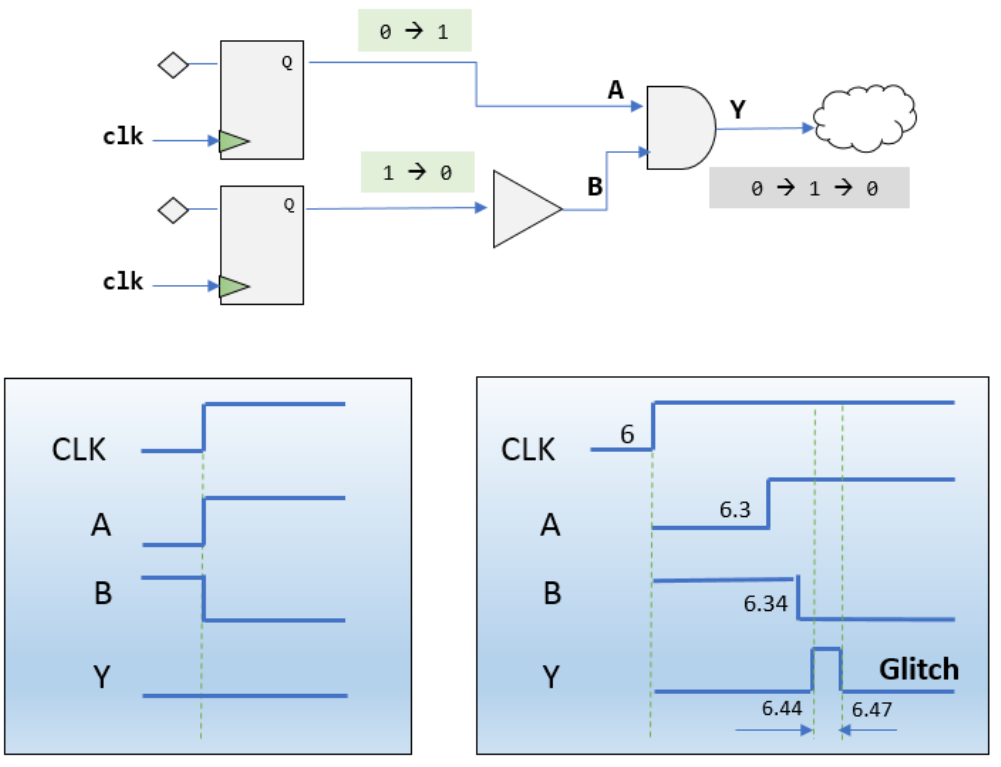 0 → 1
Q
A
Y
clk
1 → 0
B
0 → 1 → 0
Q
clk
CLK
A
B
Y
CLK
6
A
6.3
B
6.34
Y
Glitch
6.44
6.47